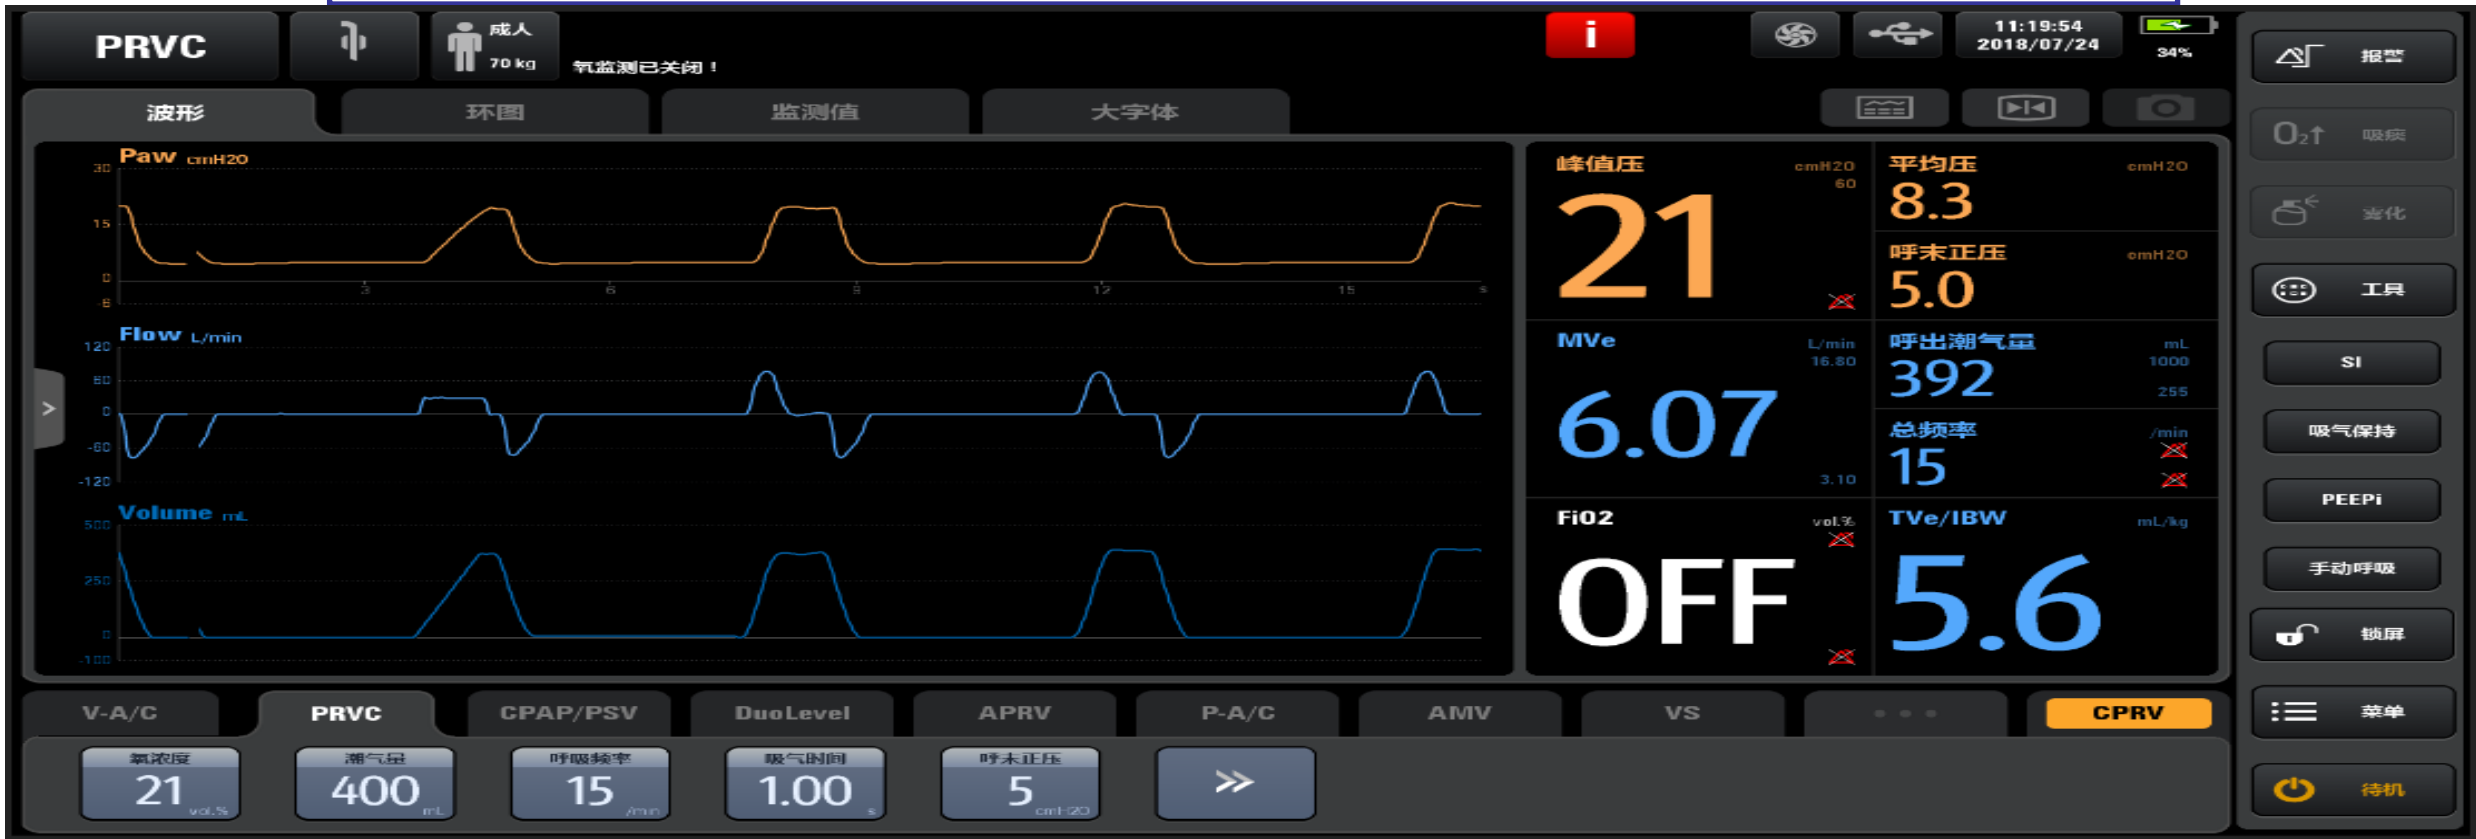 PRVC
成人
70 kg
氧监测已关闭！
i
11:19:54
2018/07/24
34%
报警
波形
环图
监测值
大字体
O₂↑ 吸痰
雾化
工具
SI
吸气保持
PEEPi
手动呼吸
锁屏
菜单
待机
Paw cmH2O
30
15
0
-6
3
6
9
12
15
s
Flow L/min
120
60
0
-60
-120
Volume mL
500
250
0
-100
峰值压 cmH2O
60
21
平均压 cmH2O
8.3
呼末正压 cmH2O
5.0
MVe L/min
16.80
6.07
3.10
呼出潮气量 mL
392
1000
255
总频率 /min
15
FiO2 vol.%
OFF
TVe/IBW mL/kg
5.6
V-A/C
PRVC
CPAP/PSV
DuoLevel
APRV
P-A/C
AMV
VS
CPRV
氧浓度
21 vol.%
潮气量
400 mL
呼吸频率
15 /min
吸气时间
1.00 s
呼末正压
5 cmH2O